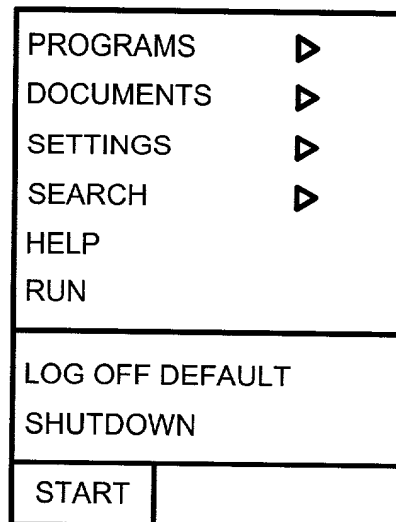 PROGRAMS
DOCUMENTS
SETTINGS
SEARCH
HELP
RUN
LOG OFF DEFAULT
SHUTDOWN
START